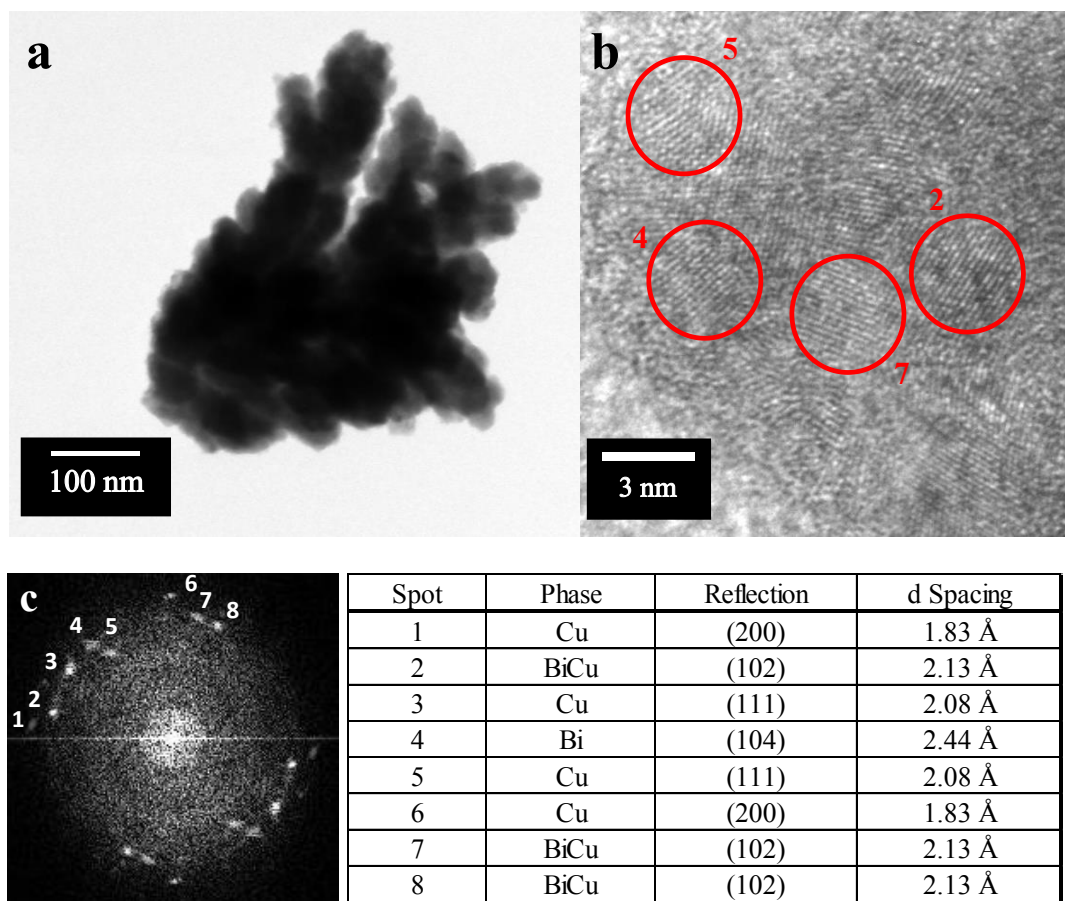 a
100 nm
b
5
2
4
7
3 nm
c
6
7
8
4
5
3
2
1
Spot Phase Reflection d Spacing
1 Cu (200) 1.83 Å
2 BiCu (102) 2.13 Å
3 Cu (111) 2.08 Å
4 Bi (104) 2.44 Å
5 Cu (111) 2.08 Å
6 Cu (200) 1.83 Å
7 BiCu (102) 2.13 Å
8 BiCu (102) 2.13 Å